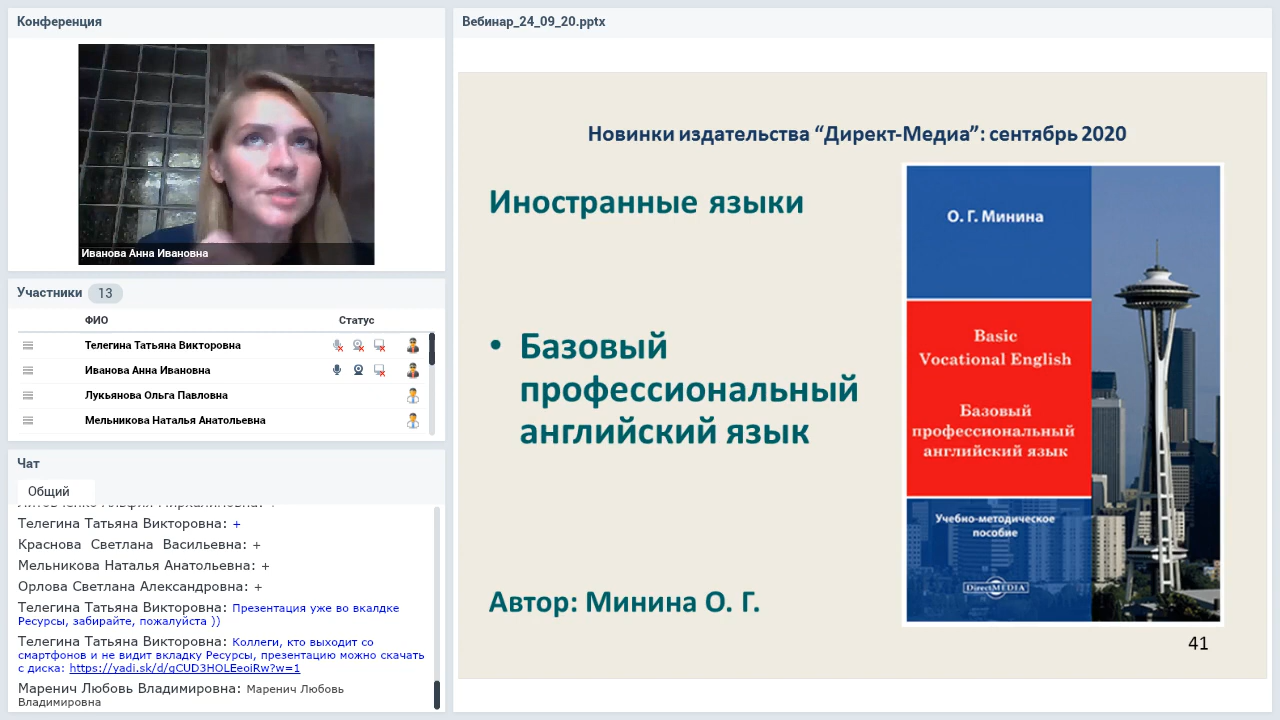 Конференция
Иванова Анна Ивановна
Участники 13
ФИО Статус
Телегина Татьяна Викторовна
Иванова Анна Ивановна
Лукьянова Ольга Павловна
Мельникова Наталья Анатольевна
Чат
Общий
Телегина Татьяна Викторовна: +
Краснова Светлана Васильевна: +
Мельникова Наталья Анатольевна: +
Орлова Светлана Александровна: +
Телегина Татьяна Викторовна: Презентация уже во вкалдке
Ресурсы, забирайте, пожалуйста ))
Телегина Татьяна Викторовна: Коллеги, кто выходит со
смартфонов и не видит вкладку Ресурсы, презентацию можно скачать
с диска: https://yadi.sk/d/gCUD3HOLEeoiRw?w=1
Маренич Любовь Владимировна: Маренич Любовь
Владимировна
Вебинар_24_09_20.pptx
Новинки издательства “Директ-Медиа”: сентябрь 2020
Иностранные языки
• Базовый
профессиональный
английский язык
Автор: Минина О. Г.
О. Г. Минина
Basic
Vocational English
Базовый
профессиональный
английский язык
Учебно-методическое
пособие
DirectMEDIA
41